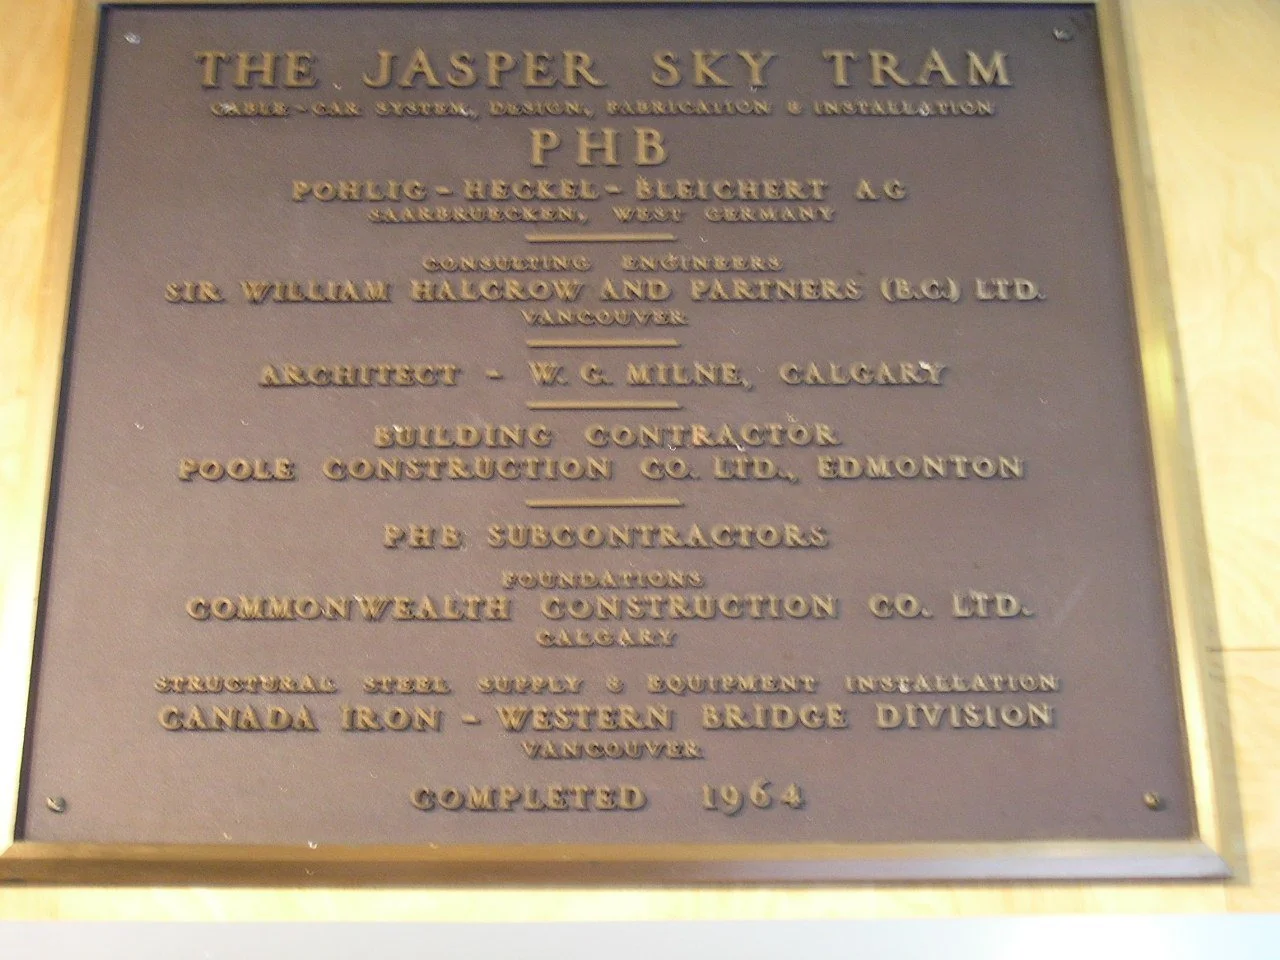 THE JASPER SKY TRAM
CABLE-CAR SYSTEM, DESIGN, FABRICATION & INSTALLATION
PHB
POHLIG - HECKEL - BLEICHERT AG
SAARBRUECKEN, WEST GERMANY
CONSULTING ENGINEERS
SIR WILLIAM HALCROW AND PARTNERS (B.C.) LTD.
VANCOUVER
ARCHITECT - W. G. MILNE, CALGARY
BUILDING CONTRACTOR
POOLE CONSTRUCTION CO. LTD., EDMONTON
PHB SUBCONTRACTORS
FOUNDATIONS
COMMONWEALTH CONSTRUCTION CO. LTD.
CALGARY
STRUCTURAL STEEL SUPPLY & EQUIPMENT INSTALLATION
CANADA IRON - WESTERN BRIDGE DIVISION
VANCOUVER
COMPLETED 1964